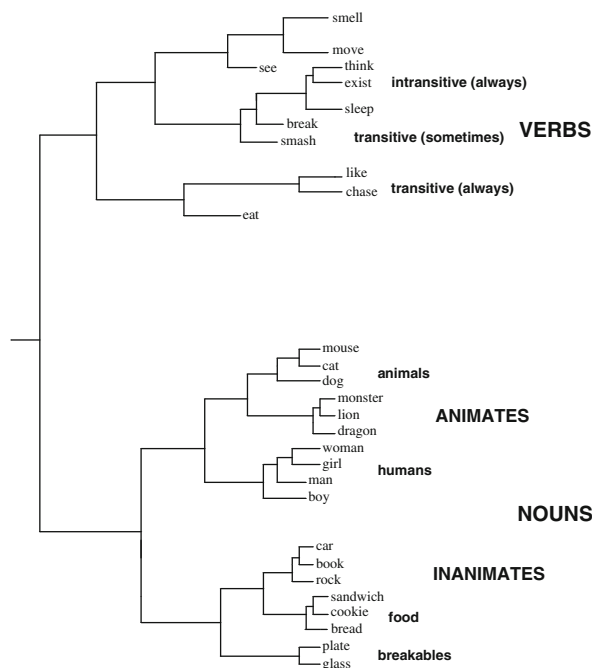 smell
move
see
think
exist
intransitive (always)
sleep
break
transitive (sometimes)
VERBS
smash
like
chase
transitive (always)
eat
mouse
cat
animals
dog
monster
lion
ANIMATES
dragon
woman
girl
humans
man
boy
NOUNS
car
book
rock
INANIMATES
sandwich
cookie
food
bread
plate
breakables
glass